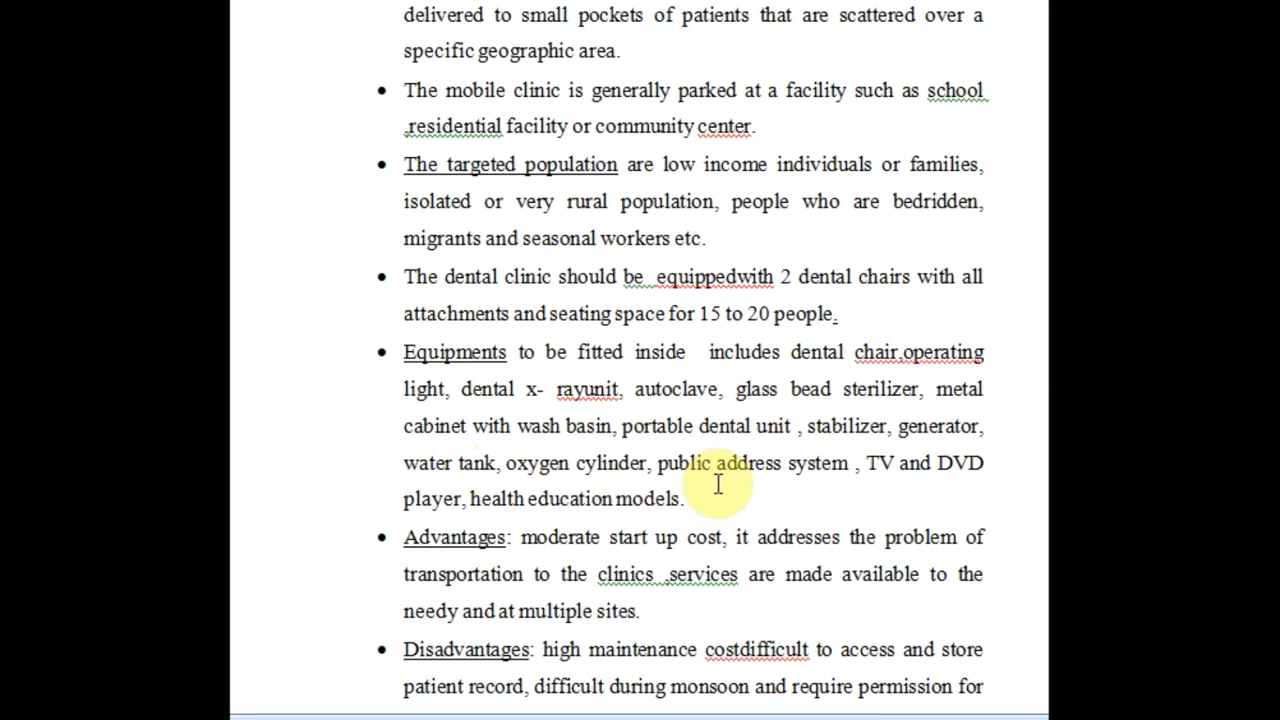 delivered to small pockets of patients that are scattered over a
specific geographic area.
• The mobile clinic is generally parked at a facility such as school
,residential facility or community center.
• The targeted population are low income individuals or families,
isolated or very rural population, people who are bedridden,
migrants and seasonal workers etc.
• The dental clinic should be equippedwith 2 dental chairs with all
attachments and seating space for 15 to 20 people.
• Equipments to be fitted inside includes dental chair,operating
light, dental x- rayunit, autoclave, glass bead sterilizer, metal
cabinet with wash basin, portable dental unit , stabilizer, generator,
water tank, oxygen cylinder, public address system , TV and DVD
player, health education models.
• Advantages: moderate start up cost, it addresses the problem of
transportation to the clinics ,services are made available to the
needy and at multiple sites.
• Disadvantages: high maintenance costdifficult to access and store
patient record, difficult during monsoon and require permission for